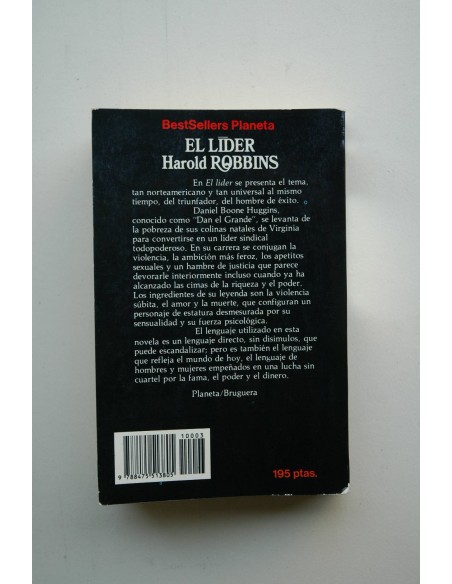 BestSellers Planeta
EL LÍDER
Harold ROBBINS
En El líder se presenta el tema,
tan norteamericano y tan universal al mismo
tiempo, del triunfador, del hombre de éxito.
Daniel Boone Huggins,
conocido como "Dan el Grande", se levanta de
la pobreza de sus colinas natales de Virginia
para convertirse en un líder sindical
todopoderoso. En su carrera se conjugan la
violencia, la ambición más feroz, los apetitos
sexuales y un hambre de justicia que parece
devorarle interiormente incluso cuando ya ha
alcanzado las cimas de la riqueza y el poder.
Los ingredientes de su leyenda son la violencia
súbita, el amor y la muerte, que configuran un
personaje de estatura desmesurada por su
sensualidad y su fuerza psicológica.
El lenguaje utilizado en esta
novela es un lenguaje directo, sin disimulos, que
puede escandalizar; pero es también el lenguaje
que refleja el mundo de hoy, el lenguaje de
hombres y mujeres empeñados en una lucha sin
cuartel por la fama, el poder y el dinero.
Planeta/Bruguera
10003
9 788475 513805
195 ptas.